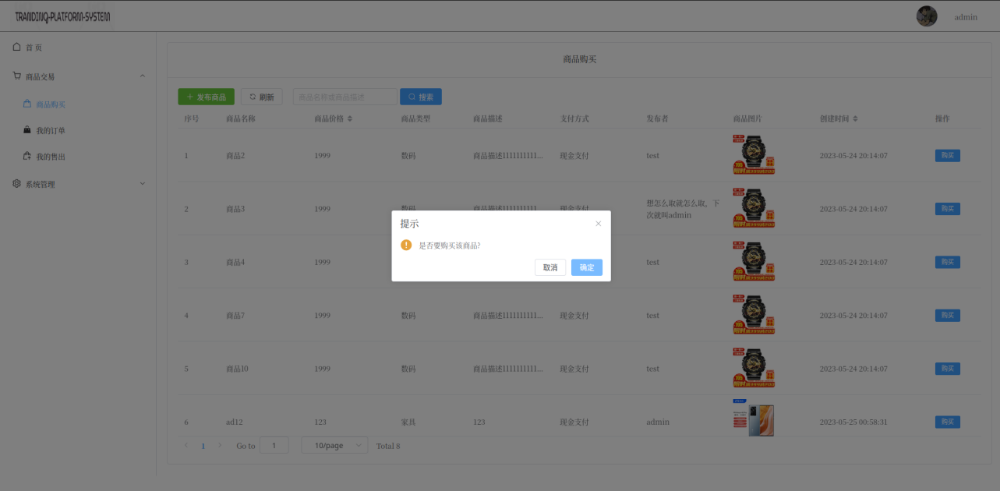 TRANDINQ-PLATFORM-SYSTEM
admin
首页
商品交易
商品购买
我的订单
我的售出
系统管理
商品购买
发布商品 刷新 商品名称或商品描述 搜索
序号 商品名称 商品价格 商品类型 商品描述 支付方式 发布者 商品图片 创建时间 操作
1 商品2 1999 数码 商品描述1111111111... 现金支付 test 2023-05-24 20:14:07 购买
2 商品3 1999 数码 商品描述1111111111... 现金支付 想怎么取就怎么取，下 2023-05-24 20:14:07 购买
次就叫admin
提示
是否要购买该商品?
取消 确定
3 商品4 1999 test 2023-05-24 20:14:07 购买
4 商品7 1999 数码 商品描述1111111111... 现金支付 test 2023-05-24 20:14:07 购买
5 商品10 1999 数码 商品描述1111111111... 现金支付 test 2023-05-24 20:14:07 购买
6 ad12 123 家具 123 现金支付 admin 2023-05-25 00:58:31 购买
1 Go to 1 10/page Total 8